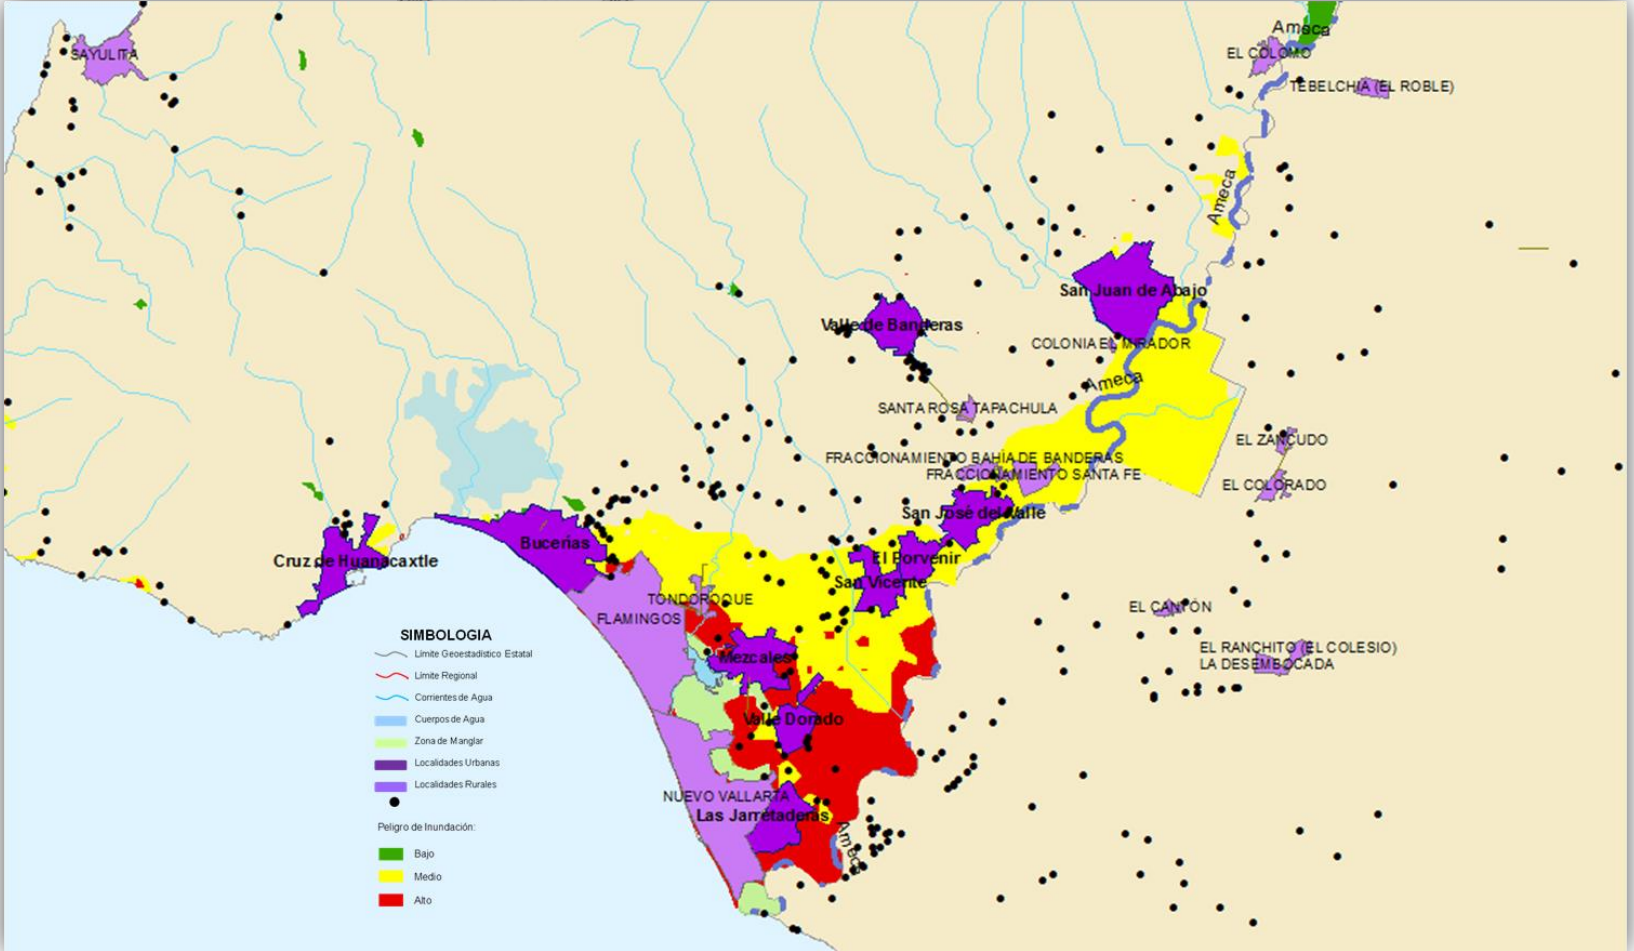 Ameca
SAYULITA
EL COLOMO
TEBELCHIA (EL ROBLE)
Ameca
San Juan de Abajo
Valle de Banderas
COLONIA EL MIRADOR
Ameca
SANTA ROSA TAPACHULA
EL ZANCUDO
FRACCIONAMIENTO BAHÍA DE BANDERAS
FRACCIONAMIENTO SANTA FE
EL COLORADO
San José del Valle
Bucerías
Cruz de Huanacaxtle
El Porvenir
San Vicente
TONDOROQUE
EL CANTÓN
FLAMINGOS
Mezcales
EL RANCHITO (EL COLESIO)
LA DESEMBOCADA
Valle Dorado
NUEVO VALLARTA
Las Jarretaderas
Ameca
SIMBOLOGIA
Límite Geoestadístico Estatal
Límite Regional
Corrientes de Agua
Cuerpos de Agua
Zona de Manglar
Localidades Urbanas
Localidades Rurales
Peligro de Inundación:
Bajo
Medio
Alto